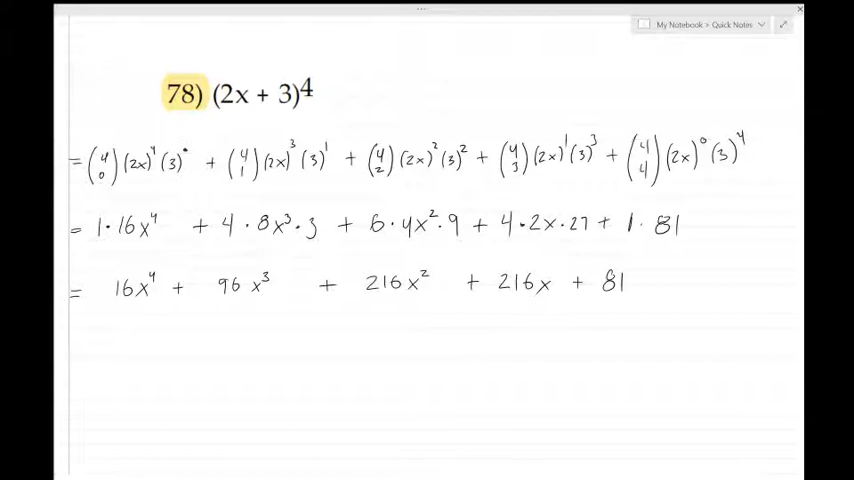 My Notebook > Quick Notes
78) (2x + 3)⁴
= (4 0)(2x)⁴(3)⁰ + (4 1)(2x)³(3)¹ + (4 2)(2x)²(3)² + (4 3)(2x)¹(3)³ + (4 4)(2x)⁰(3)⁴
= 1·16x⁴ + 4·8x³·3 + 6·4x²·9 + 4·2x·27 + 1·81
= 16x⁴ + 96x³ + 216x² + 216x + 81